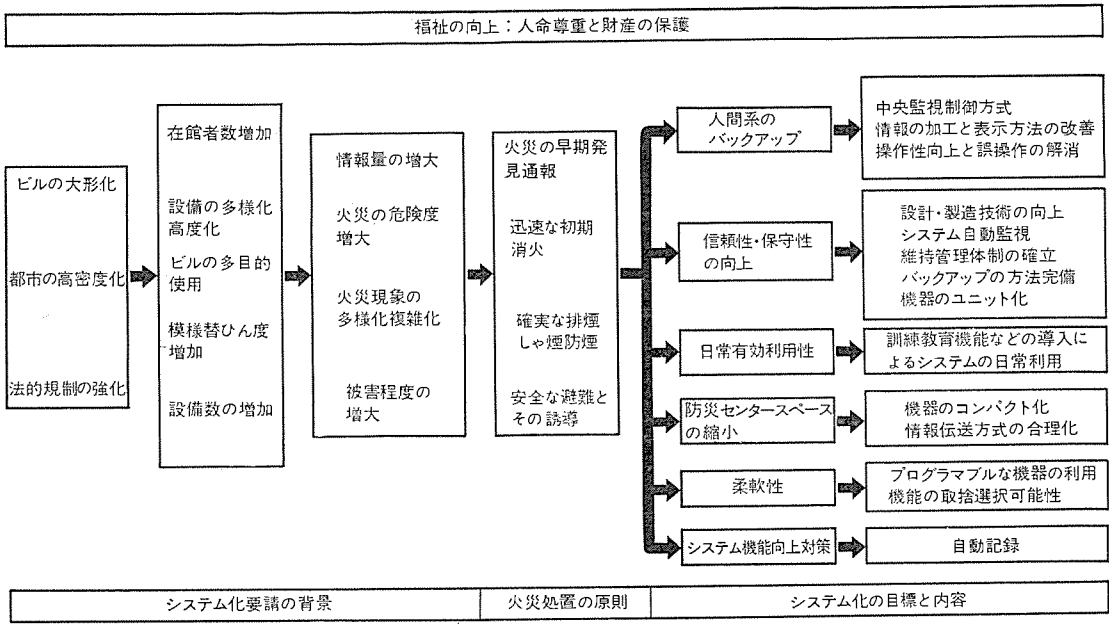 福祉の向上：人命尊重と財産の保護
ビルの大形化
都市の高密度化
法的規制の強化
在館者数増加
設備の多様化
高度化
ビルの多目的
使用
模様替ひん度
増加
設備数の増加
情報量の増大
火災の危険度
増大
火災現象の
多様化複雑化
被害程度の
増大
火災の早期発
見通報
迅速な初期
消火
確実な排煙
しゃ煙防煙
安全な避難と
その誘導
人間系の
バックアップ
中央監視制御方式
情報の加工と表示方法の改善
操作性向上と誤操作の解消
信頼性・保守性
の向上
設計・製造技術の向上
システム自動監視
維持管理体制の確立
バックアップの方法完備
機器のユニット化
日常有効利用性
訓練教育機能などの導入に
よるシステムの日常利用
防災センタースペース
の縮小
機器のコンパクト化
情報伝送方式の合理化
柔軟性
プログラマブルな機器の利用
機能の取捨選択可能性
システム機能向上対策
自動記録
システム化要請の背景
火災処置の原則
システム化の目標と内容